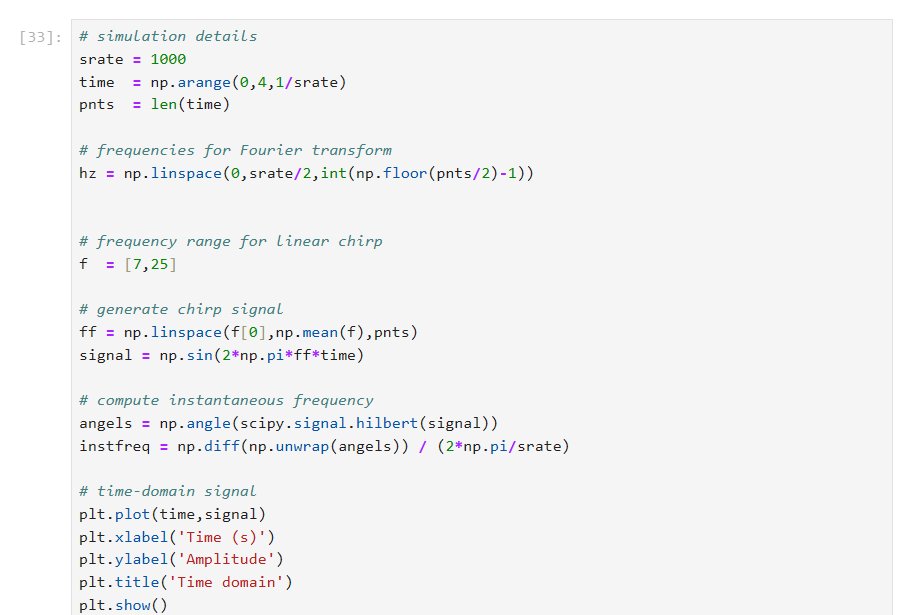 [33]:
# simulation details
srate = 1000
time  = np.arange(0,4,1/srate)
pnts  = len(time)
# frequencies for Fourier transform
hz = np.linspace(0,srate/2,int(np.floor(pnts/2)-1))
# frequency range for linear chirp
f  = [7,25]
# generate chirp signal
ff = np.linspace(f[0],np.mean(f),pnts)
signal = np.sin(2*np.pi*ff*time)
# compute instantaneous frequency
angels = np.angle(scipy.signal.hilbert(signal))
instfreq = np.diff(np.unwrap(angels)) / (2*np.pi/srate)
# time-domain signal
plt.plot(time,signal)
plt.xlabel('Time (s)')
plt.ylabel('Amplitude')
plt.title('Time domain')
plt.show()